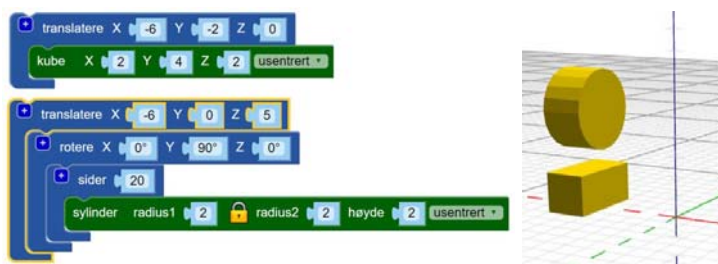 translatere X -6 Y -2 Z 0
kube X 2 Y 4 Z 2 usentrert
translatere X -6 Y 0 Z 5
rotere X 0° Y 90° Z 0°
sider 20
sylinder radius1 2 radius2 2 høyde 2 usentrert